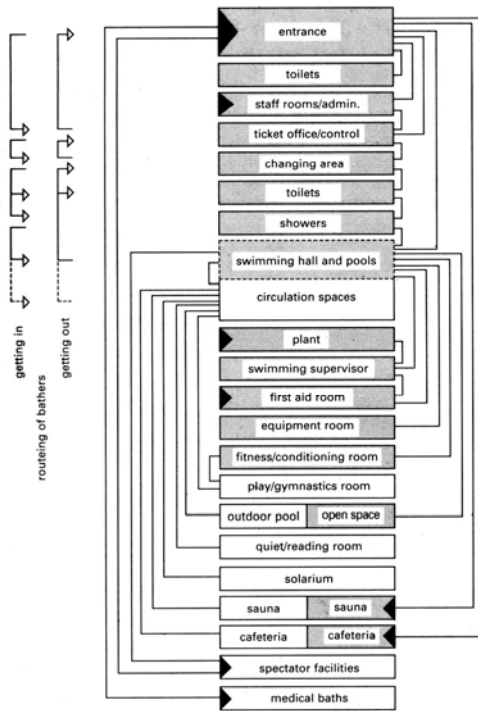 entrance
toilets
staff rooms/admin.
ticket office/control
changing area
toilets
showers
swimming hall and pools
circulation spaces
plant
swimming supervisor
first aid room
equipment room
fitness/conditioning room
play/gymnastics room
outdoor pool open space
quiet/reading room
solarium
sauna sauna
cafeteria cafeteria
spectator facilities
medical baths
getting in
getting out
routeing of bathers